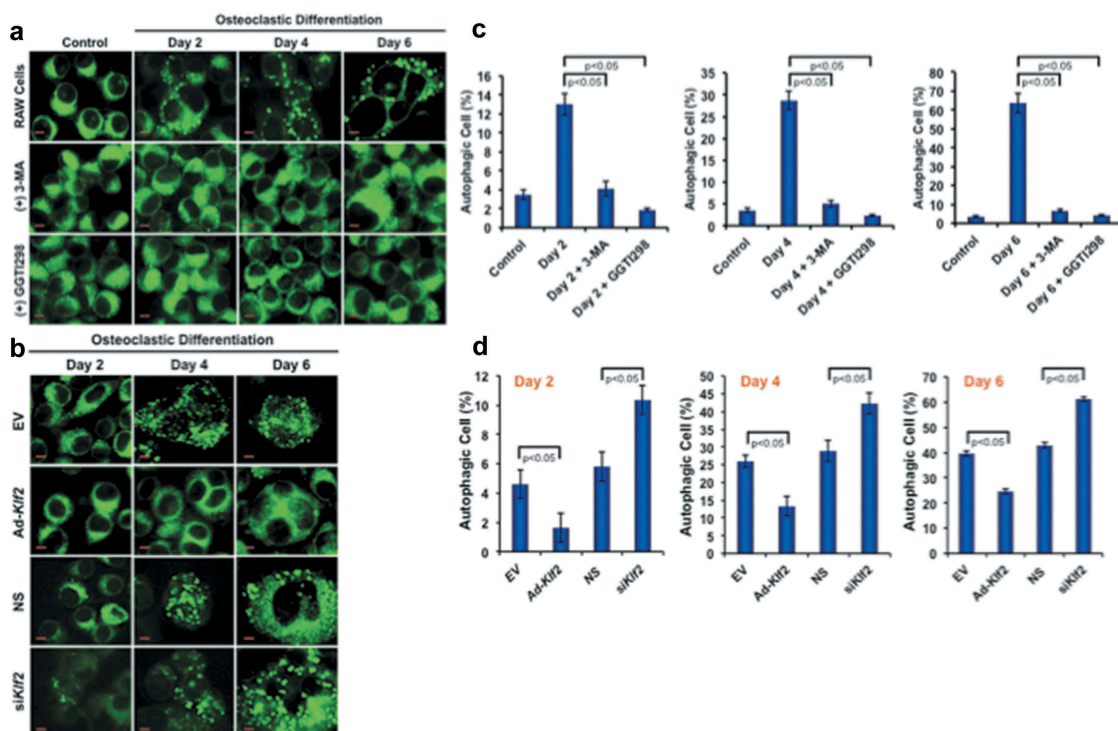 a
Osteoclastic Differentiation
Control Day 2 Day 4 Day 6
RAW Cells
(+) 3-MA
(+) GGTI298
b
Osteoclastic Differentiation
Day 2 Day 4 Day 6
EV
Ad-Klf2
NS
siKlf2
c
Autophagic Cell (%)
16
14
12
10
8
6
4
2
0
p<0.05
p<0.05
Control
Day 2
Day 2 + 3-MA
Day 2 + GGTI298
Autophagic Cell (%)
35
30
25
20
15
10
5
0
p<0.05
p<0.05
Control
Day 4
Day 4 + 3-MA
Day 4 + GGTI298
Autophagic Cell (%)
80
70
60
50
40
30
20
10
0
p<0.05
p<0.05
Control
Day 6
Day 6 + 3-MA
Day 6 + GGTI298
d
Day 2
Autophagic Cell (%)
12
10
8
6
4
2
0
p<0.05
p<0.05
EV
Ad-Klf2
NS
siKlf2
Day 4
Autophagic Cell (%)
50
45
40
35
30
25
20
15
10
5
0
p<0.05
p<0.05
EV
Ad-Klf2
NS
siKlf2
Day 6
Autophagic Cell (%)
70
60
50
40
30
20
10
0
p<0.05
p<0.05
EV
Ad-Klf2
NS
siKlf2